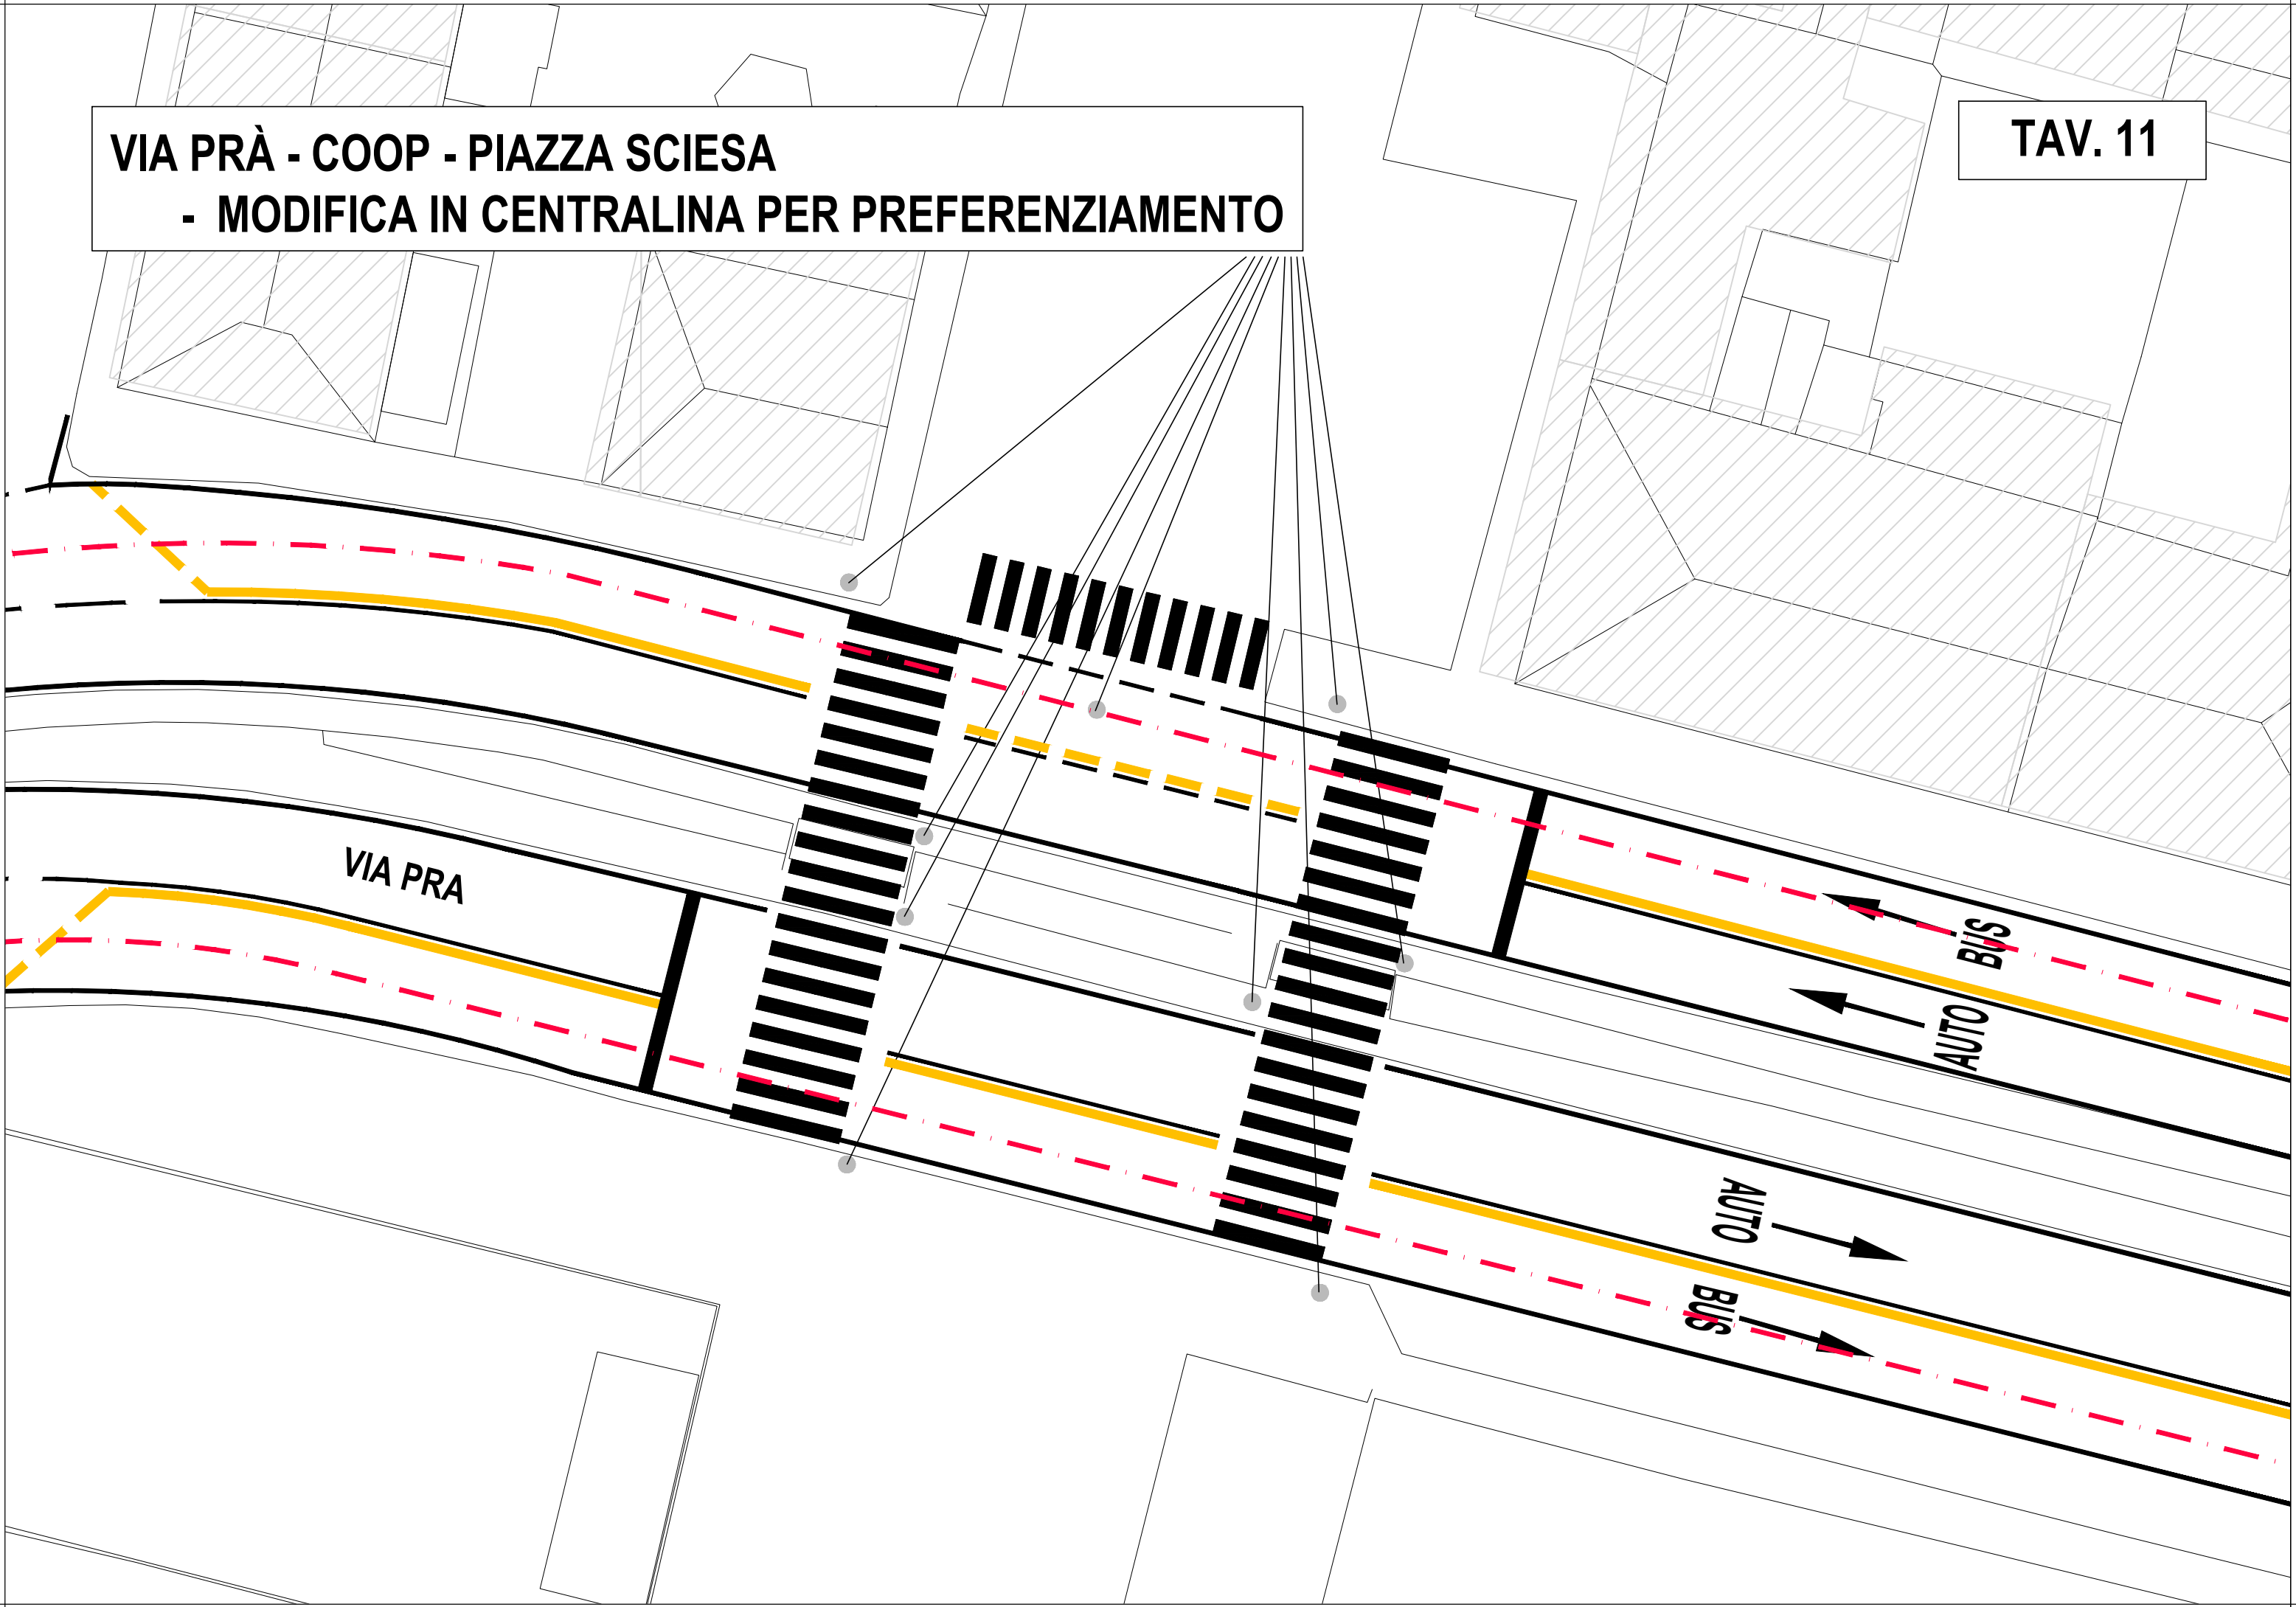 VIA PRÀ - COOP - PIAZZA SCIESA
- MODIFICA IN CENTRALINA PER PREFERENZIAMENTO
TAV. 11
VIA PRA
BUS
AUTO
AUTO
BUS